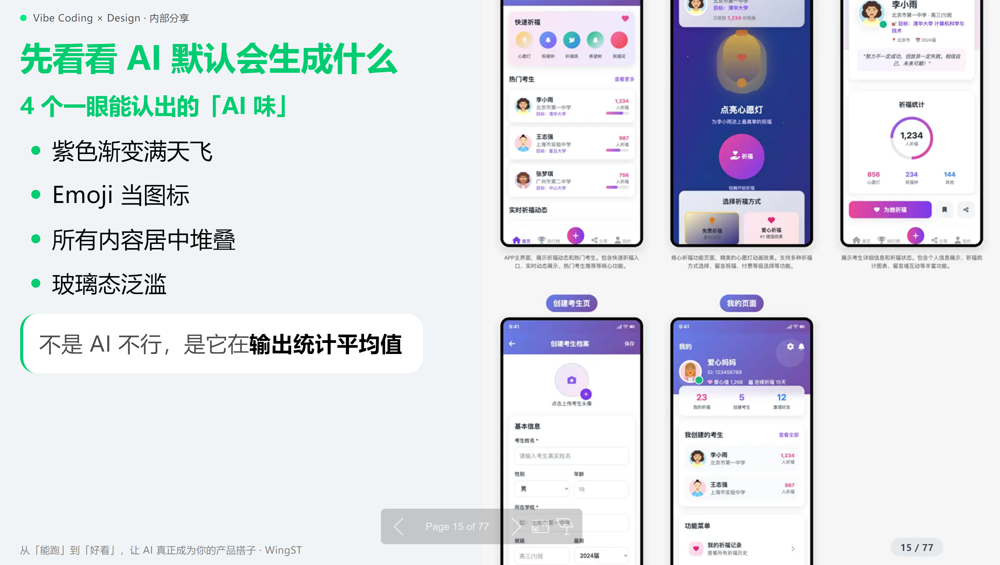 Vibe Coding × Design · 内部分享
先看看 AI 默认会生成什么
4 个一眼能认出的「AI 味」
紫色渐变满天飞
Emoji 当图标
所有内容居中堆叠
玻璃态泛滥
不是 AI 不行，是它在输出统计平均值
快速祈福
心愿灯 祝福钟 祈福鸽 希望树 祝福花
热门考生 查看更多
李小雨
北京市第一中学
目标：清华大学
1,234
人祈福
王志强
上海市实验中学
目标：复旦大学
987
人祈福
张梦琪
广州市第二中学
目标：中山大学
756
人祈福
实时祈福动态
首页 排行榜 + 分享 我的
APP主界面，展示祈福动态和热门考生。包含快速祈福入
口、实时动态展示、热门考生推荐等核心功能。
北京市第一中学
目标：清华大学
已收到 1,234 份祝福
点亮心愿灯
为李小雨送上最真挚的祝福
祈福
轻触开始祈福
选择祈福方式
免费祈福
爱心祈福
¥1 增强效果
核心祈福功能页面，精美的心愿灯动画效果。支持多种祈福
方式选择、留言祝福、付费等级选择等功能。
李小雨
北京市第一中学 · 高三(1)班
目标：清华大学 计算机科学与
技术
北京市 2024届
"努力不一定成功，但放弃一定失败。相信自
己，未来可期！"
祈福统计
1,234
人祈福
856 234 144
心愿灯 祝福钟 其他
为她祈福
首页 排行榜 + 分享 我的
展示考生详细信息和祈福状态。包含个人信息展示、祈福统
计图表、留言墙互动等丰富功能。
创建考生页
9:41
创建考生档案 保存
点击上传考生头像
基本信息
考生姓名 *
请输入考生真实姓名
性别 年龄
男 18
所在学校 *
如：北京市第一中学
班级 届别
高三(1)班 2024届
我的页面
9:41
我的
爱心妈妈
ID: 123456789
爱心值 1,256 连续祈福 15天
23 5 12
我的祈福 创建考生 邀请好友
我创建的考生 查看全部
李小雨
北京市第一中学
1,234
人祈福
王志强
上海市实验中学
987
人祈福
功能菜单
我的祈福记录
查看所有祈福历史
Page 15 of 77
从「能跑」到「好看」，让 AI 真正成为你的产品搭子 · WingST
15 / 77